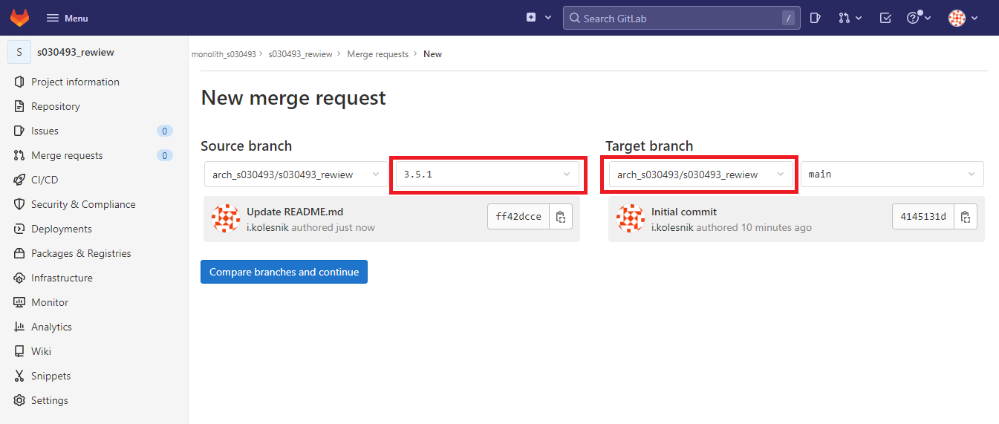 Menu
Search GitLab /
S s030493_rewiew
monolith_s030493 > s030493_rewiew > Merge requests > New
Project information
Repository
Issues 0
Merge requests 0
CI/CD
Security & Compliance
Deployments
Packages & Registries
Infrastructure
Monitor
Analytics
Wiki
Snippets
Settings
New merge request
Source branch
arch_s030493/s030493_rewiew
3.5.1
Update README.md
i.kolesnik authored just now
ff42dcce
Target branch
arch_s030493/s030493_rewiew
main
Initial commit
i.kolesnik authored 10 minutes ago
4145131d
Compare branches and continue